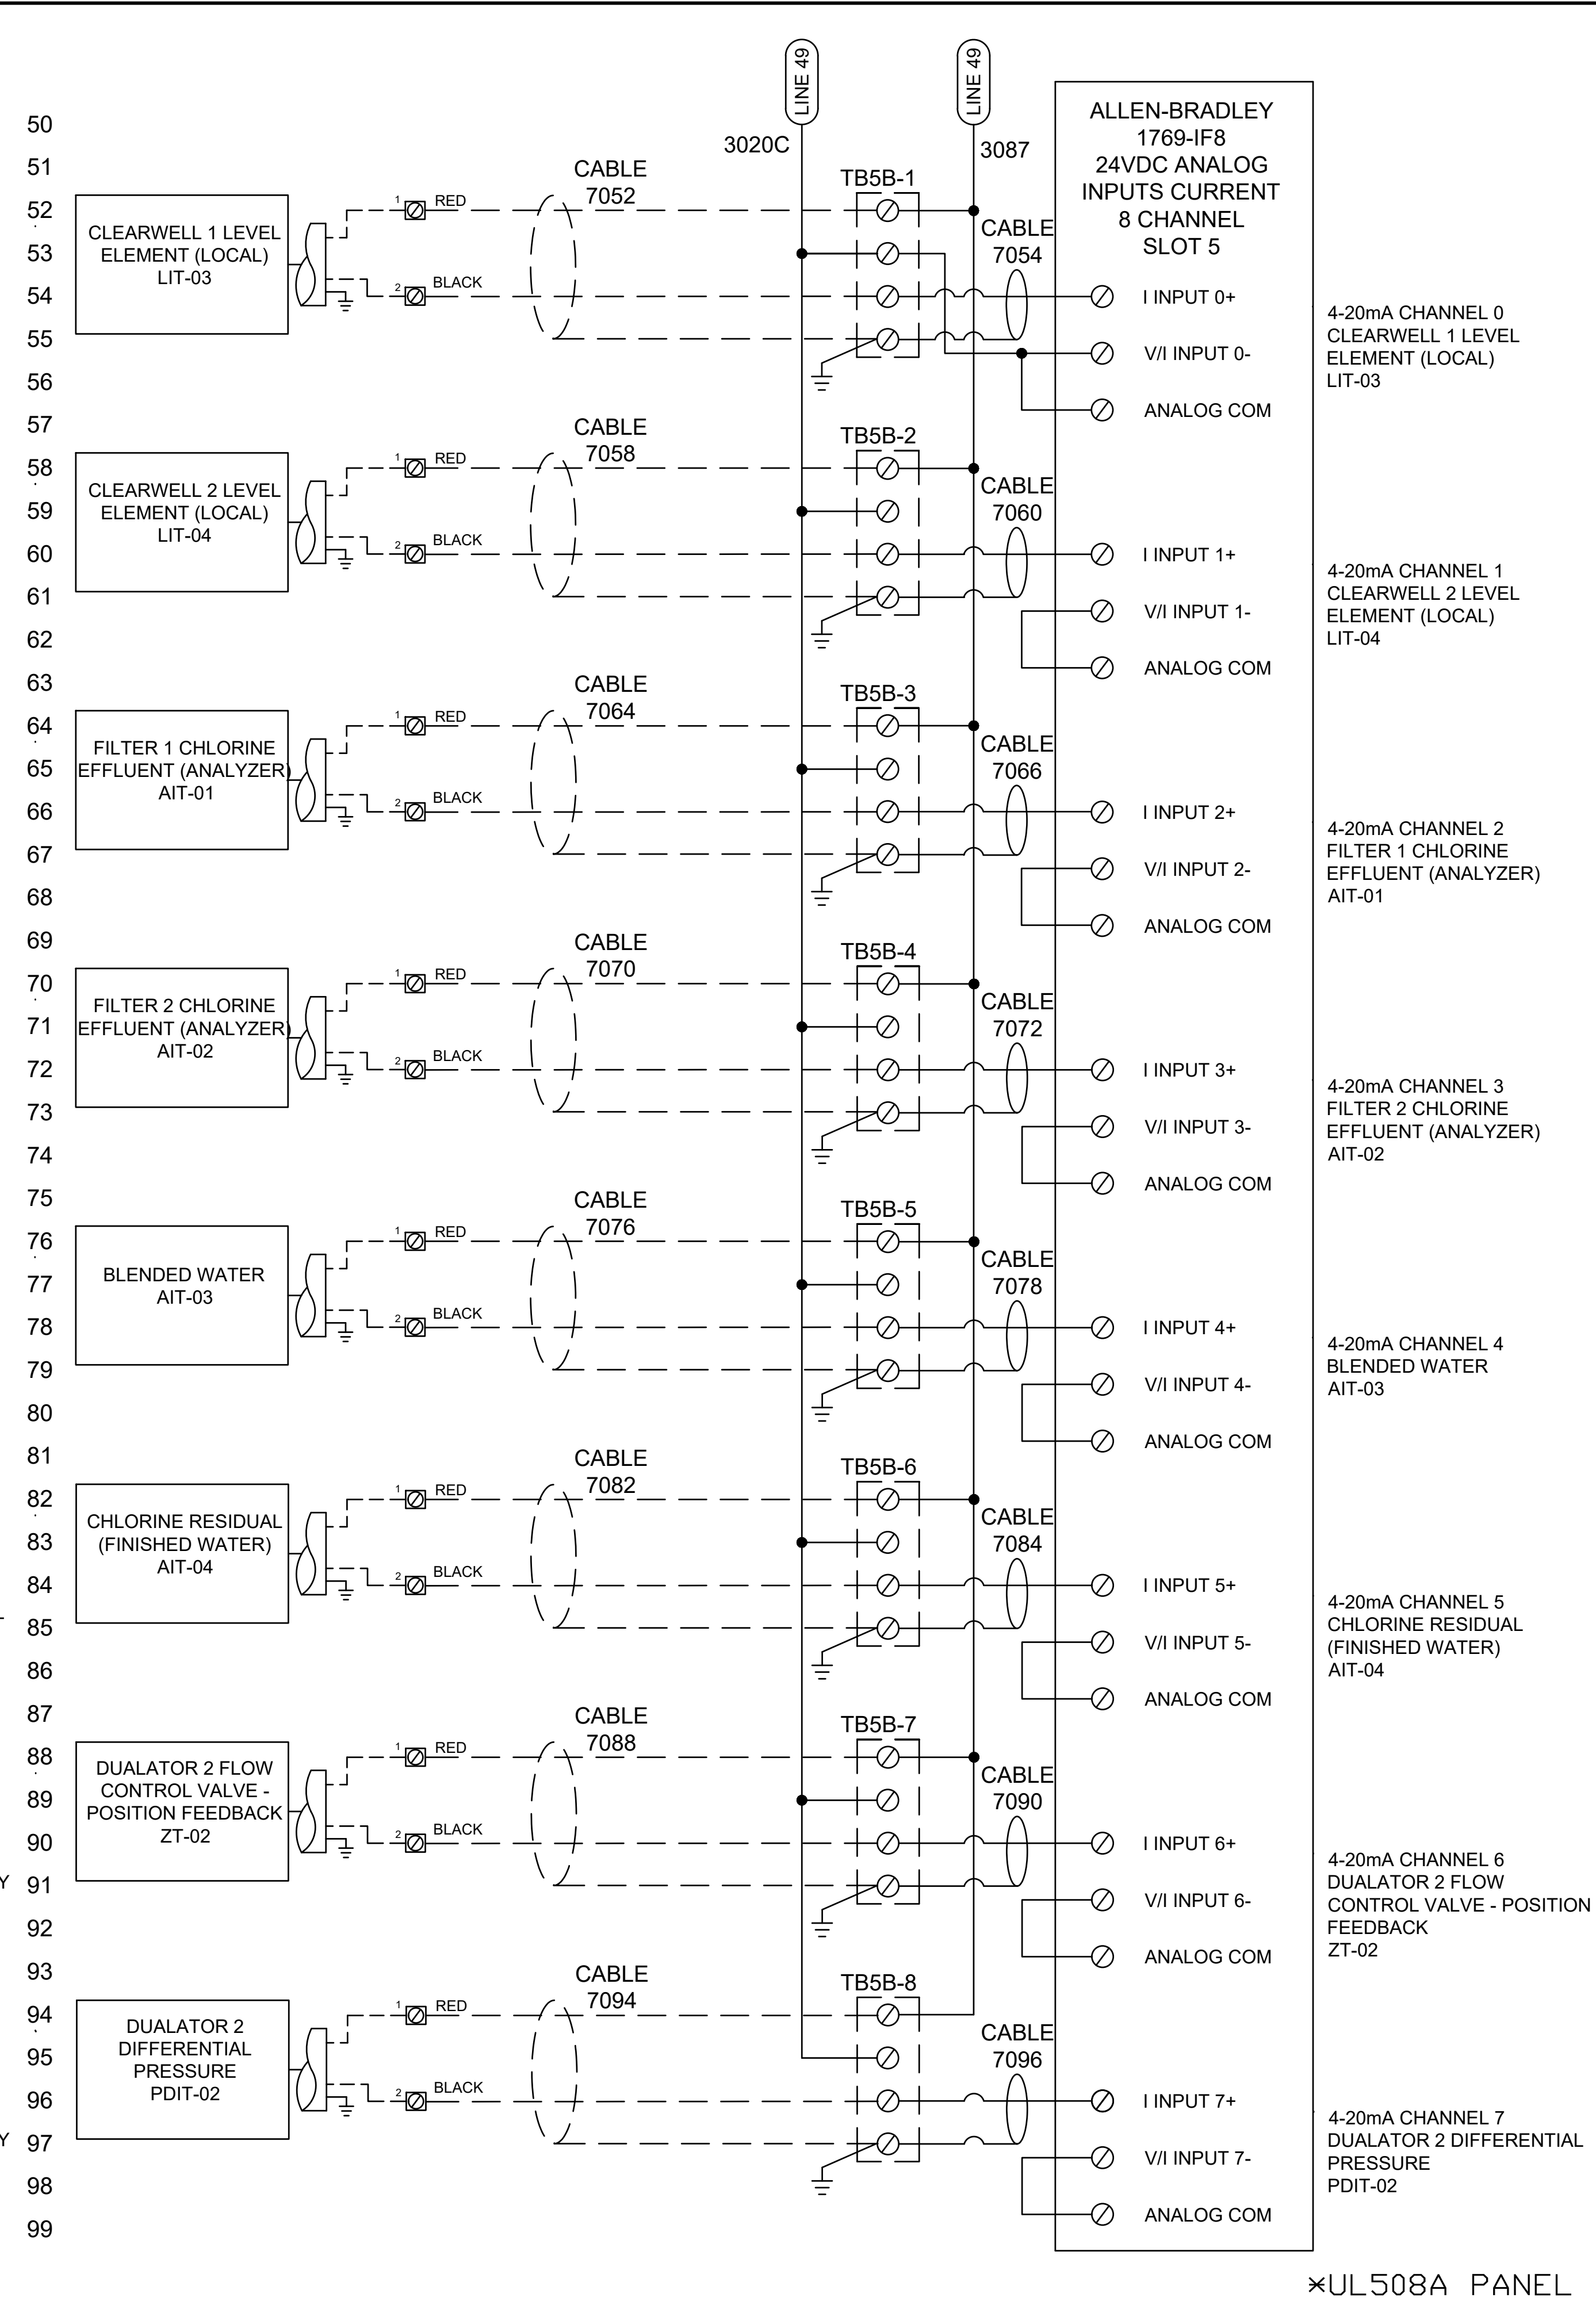 LINE 49
LINE 49
50
3020C
3087
ALLEN-BRADLEY
1769-IF8
24VDC ANALOG
INPUTS CURRENT
8 CHANNEL
SLOT 5
51
CABLE
7052
TB5B-1
52
CLEARWELL 1 LEVEL
ELEMENT (LOCAL)
LIT-03
1
RED
53
CABLE
7054
54
2
BLACK
I INPUT 0+
4-20mA CHANNEL 0
CLEARWELL 1 LEVEL
ELEMENT (LOCAL)
LIT-03
55
V/I INPUT 0-
56
ANALOG COM
57
CABLE
7058
TB5B-2
58
CLEARWELL 2 LEVEL
ELEMENT (LOCAL)
LIT-04
1
RED
59
CABLE
7060
60
2
BLACK
I INPUT 1+
4-20mA CHANNEL 1
CLEARWELL 2 LEVEL
ELEMENT (LOCAL)
LIT-04
61
V/I INPUT 1-
62
ANALOG COM
63
CABLE
7064
TB5B-3
64
FILTER 1 CHLORINE
EFFLUENT (ANALYZER)
AIT-01
1
RED
65
CABLE
7066
66
2
BLACK
I INPUT 2+
4-20mA CHANNEL 2
FILTER 1 CHLORINE
EFFLUENT (ANALYZER)
AIT-01
67
V/I INPUT 2-
68
ANALOG COM
69
CABLE
7070
TB5B-4
70
FILTER 2 CHLORINE
EFFLUENT (ANALYZER)
AIT-02
1
RED
71
CABLE
7072
72
2
BLACK
I INPUT 3+
4-20mA CHANNEL 3
FILTER 2 CHLORINE
EFFLUENT (ANALYZER)
AIT-02
73
V/I INPUT 3-
74
ANALOG COM
75
CABLE
7076
TB5B-5
76
BLENDED WATER
AIT-03
1
RED
77
CABLE
7078
78
2
BLACK
I INPUT 4+
4-20mA CHANNEL 4
BLENDED WATER
AIT-03
79
V/I INPUT 4-
80
ANALOG COM
81
CABLE
7082
TB5B-6
82
CHLORINE RESIDUAL
(FINISHED WATER)
AIT-04
1
RED
83
CABLE
7084
84
2
BLACK
I INPUT 5+
4-20mA CHANNEL 5
CHLORINE RESIDUAL
(FINISHED WATER)
AIT-04
85
V/I INPUT 5-
86
ANALOG COM
87
CABLE
7088
TB5B-7
88
DUALATOR 2 FLOW
CONTROL VALVE -
POSITION FEEDBACK
ZT-02
1
RED
89
CABLE
7090
90
2
BLACK
I INPUT 6+
4-20mA CHANNEL 6
DUALATOR 2 FLOW
CONTROL VALVE - POSITION
FEEDBACK
ZT-02
Y 91
V/I INPUT 6-
92
ANALOG COM
93
CABLE
7094
TB5B-8
94
DUALATOR 2
DIFFERENTIAL
PRESSURE
PDIT-02
1
RED
95
CABLE
7096
96
2
BLACK
I INPUT 7+
4-20mA CHANNEL 7
DUALATOR 2 DIFFERENTIAL
PRESSURE
PDIT-02
Y 97
V/I INPUT 7-
98
ANALOG COM
99
*UL508A PANEL